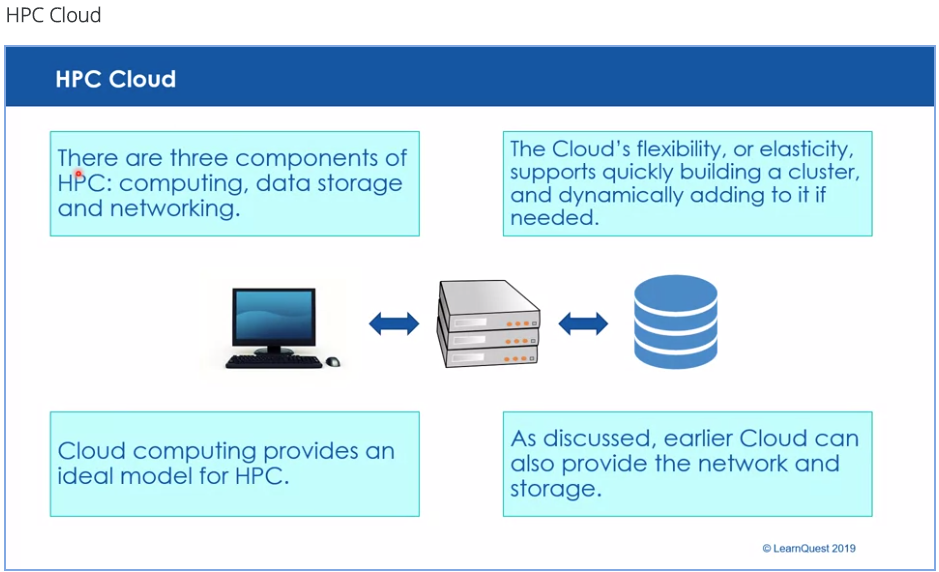 HPC Cloud
HPC Cloud
There are three components of
HPC: computing, data storage
and networking.
The Cloud's flexibility, or elasticity,
supports quickly building a cluster,
and dynamically adding to it if
needed.
Cloud computing provides an
ideal model for HPC.
As discussed, earlier Cloud can
also provide the network and
storage.
© LearnQuest 2019